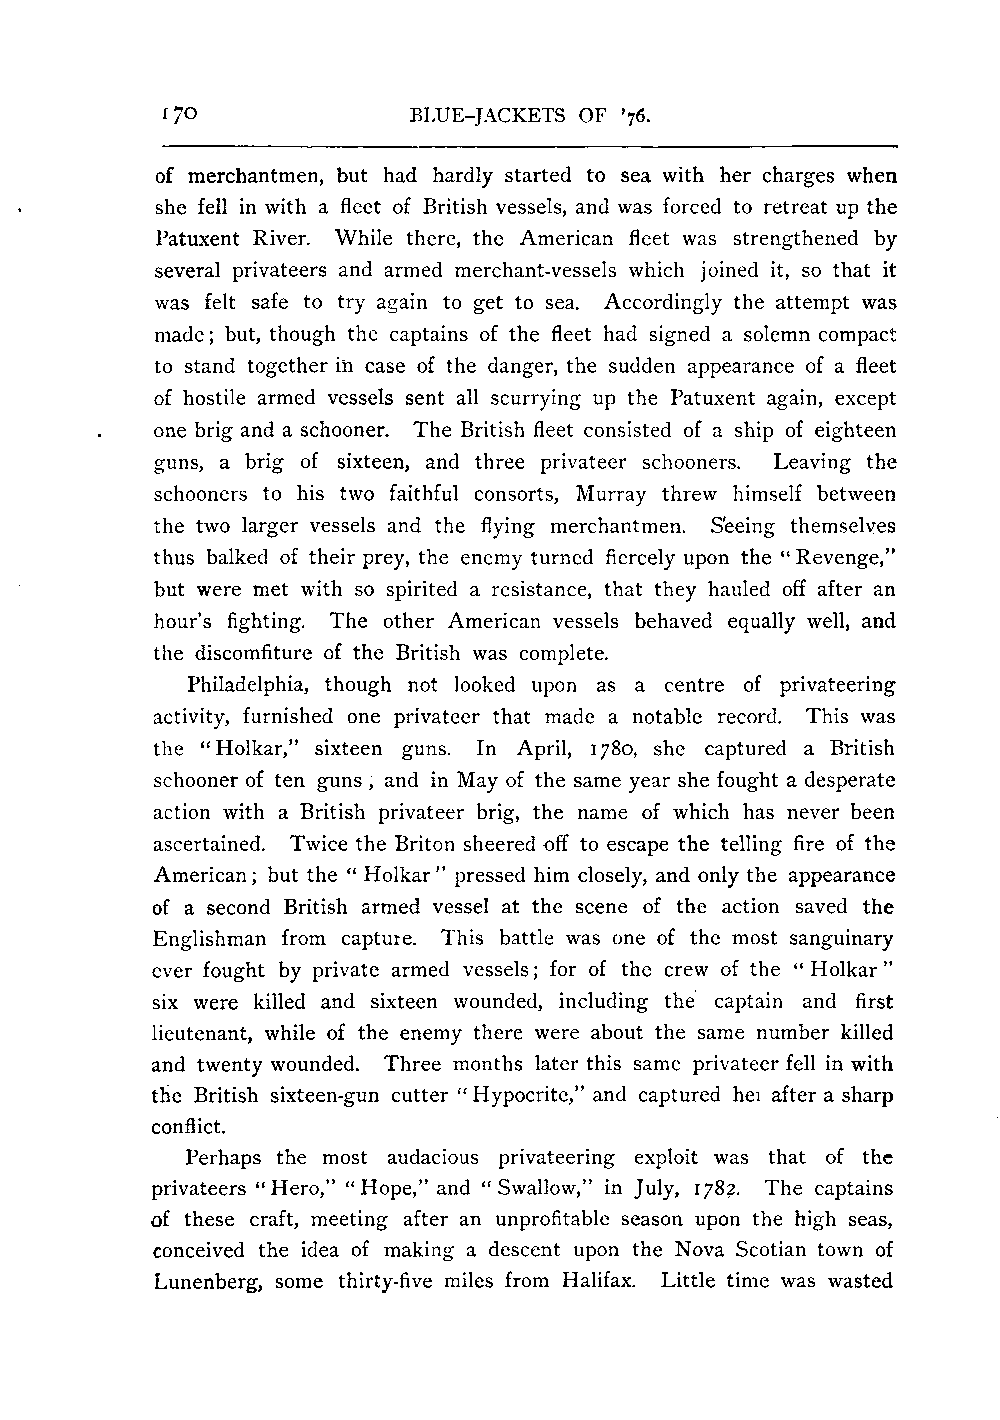 170 BLUE-JACKETS OF '76.
of merchantmen, but had hardly started to sea with her charges when
she fell in with a fleet of British vessels, and was forced to retreat up the
Patuxent River. While there, the American fleet was strengthened by
several privateers and armed merchant-vessels which joined it, so that it
was felt safe to try again to get to sea. Accordingly the attempt was
made; but, though the captains of the fleet had signed a solemn compact
to stand together in case of the danger, the sudden appearance of a fleet
of hostile armed vessels sent all scurrying up the Patuxent again, except
one brig and a schooner. The British fleet consisted of a ship of eighteen
guns, a brig of sixteen, and three privateer schooners. Leaving the
schooners to his two faithful consorts, Murray threw himself between
the two larger vessels and the flying merchantmen. Seeing themselves
thus balked of their prey, the enemy turned fiercely upon the "Revenge,"
but were met with so spirited a resistance, that they hauled off after an
hour's fighting. The other American vessels behaved equally well, and
the discomfiture of the British was complete.
Philadelphia, though not looked upon as a centre of privateering
activity, furnished one privateer that made a notable record. This was
the "Holkar," sixteen guns. In April, 1780, she captured a British
schooner of ten guns; and in May of the same year she fought a desperate
action with a British privateer brig, the name of which has never been
ascertained. Twice the Briton sheered off to escape the telling fire of the
American; but the "Holkar" pressed him closely, and only the appearance
of a second British armed vessel at the scene of the action saved the
Englishman from capture. This battle was one of the most sanguinary
ever fought by private armed vessels; for of the crew of the "Holkar"
six were killed and sixteen wounded, including the captain and first
lieutenant, while of the enemy there were about the same number killed
and twenty wounded. Three months later this same privateer fell in with
the British sixteen-gun cutter "Hypocrite," and captured her after a sharp
conflict.
Perhaps the most audacious privateering exploit was that of the
privateers "Hero," "Hope," and "Swallow," in July, 1782. The captains
of these craft, meeting after an unprofitable season upon the high seas,
conceived the idea of making a descent upon the Nova Scotian town of
Lunenberg, some thirty-five miles from Halifax. Little time was wasted